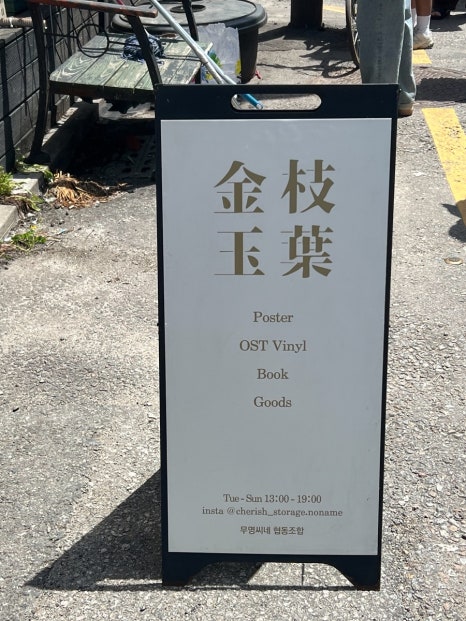 金枝
玉葉
Poster
OST Vinyl
Book
Goods
Tue - Sun 13:00 - 19:00
insta @cherish_storage.noname
무명씨네 협동조합